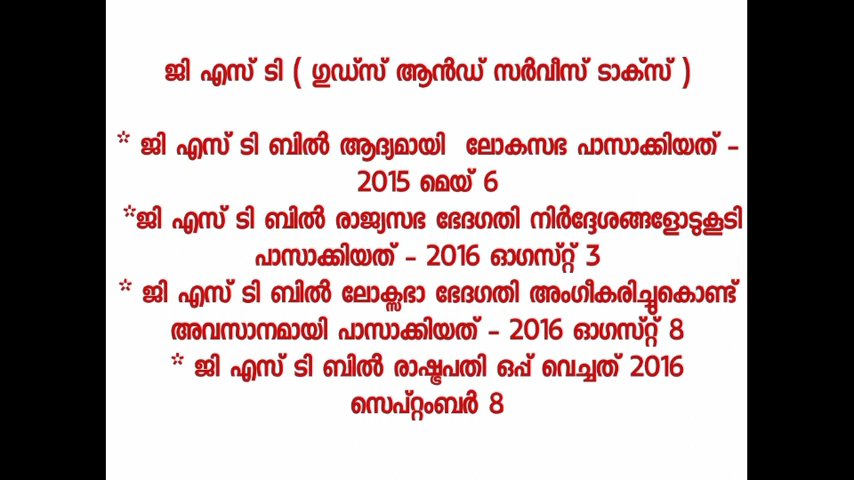 ജി എസ് ടി ( ഗുഡ്സ് ആൻഡ് സർവീസ് ടാക്സ് )
* ജി എസ് ടി ബിൽ ആദ്യമായി ലോകസഭ പാസാക്കിയത് -
2015 മെയ് 6
*ജി എസ് ടി ബിൽ രാജ്യസഭ ഭേദഗതി നിർദ്ദേശങ്ങളോടുകൂടി
പാസാക്കിയത് - 2016 ഓഗസ്റ്റ് 3
* ജി എസ് ടി ബിൽ ലോക്സഭാ ഭേദഗതി അംഗീകരിച്ചുകൊണ്ട്
അവസാനമായി പാസാക്കിയത് - 2016 ഓഗസ്റ്റ് 8
* ജി എസ് ടി ബിൽ രാഷ്ട്രപതി ഒപ്പ് വെച്ചത് 2016
സെപ്റ്റംബർ 8